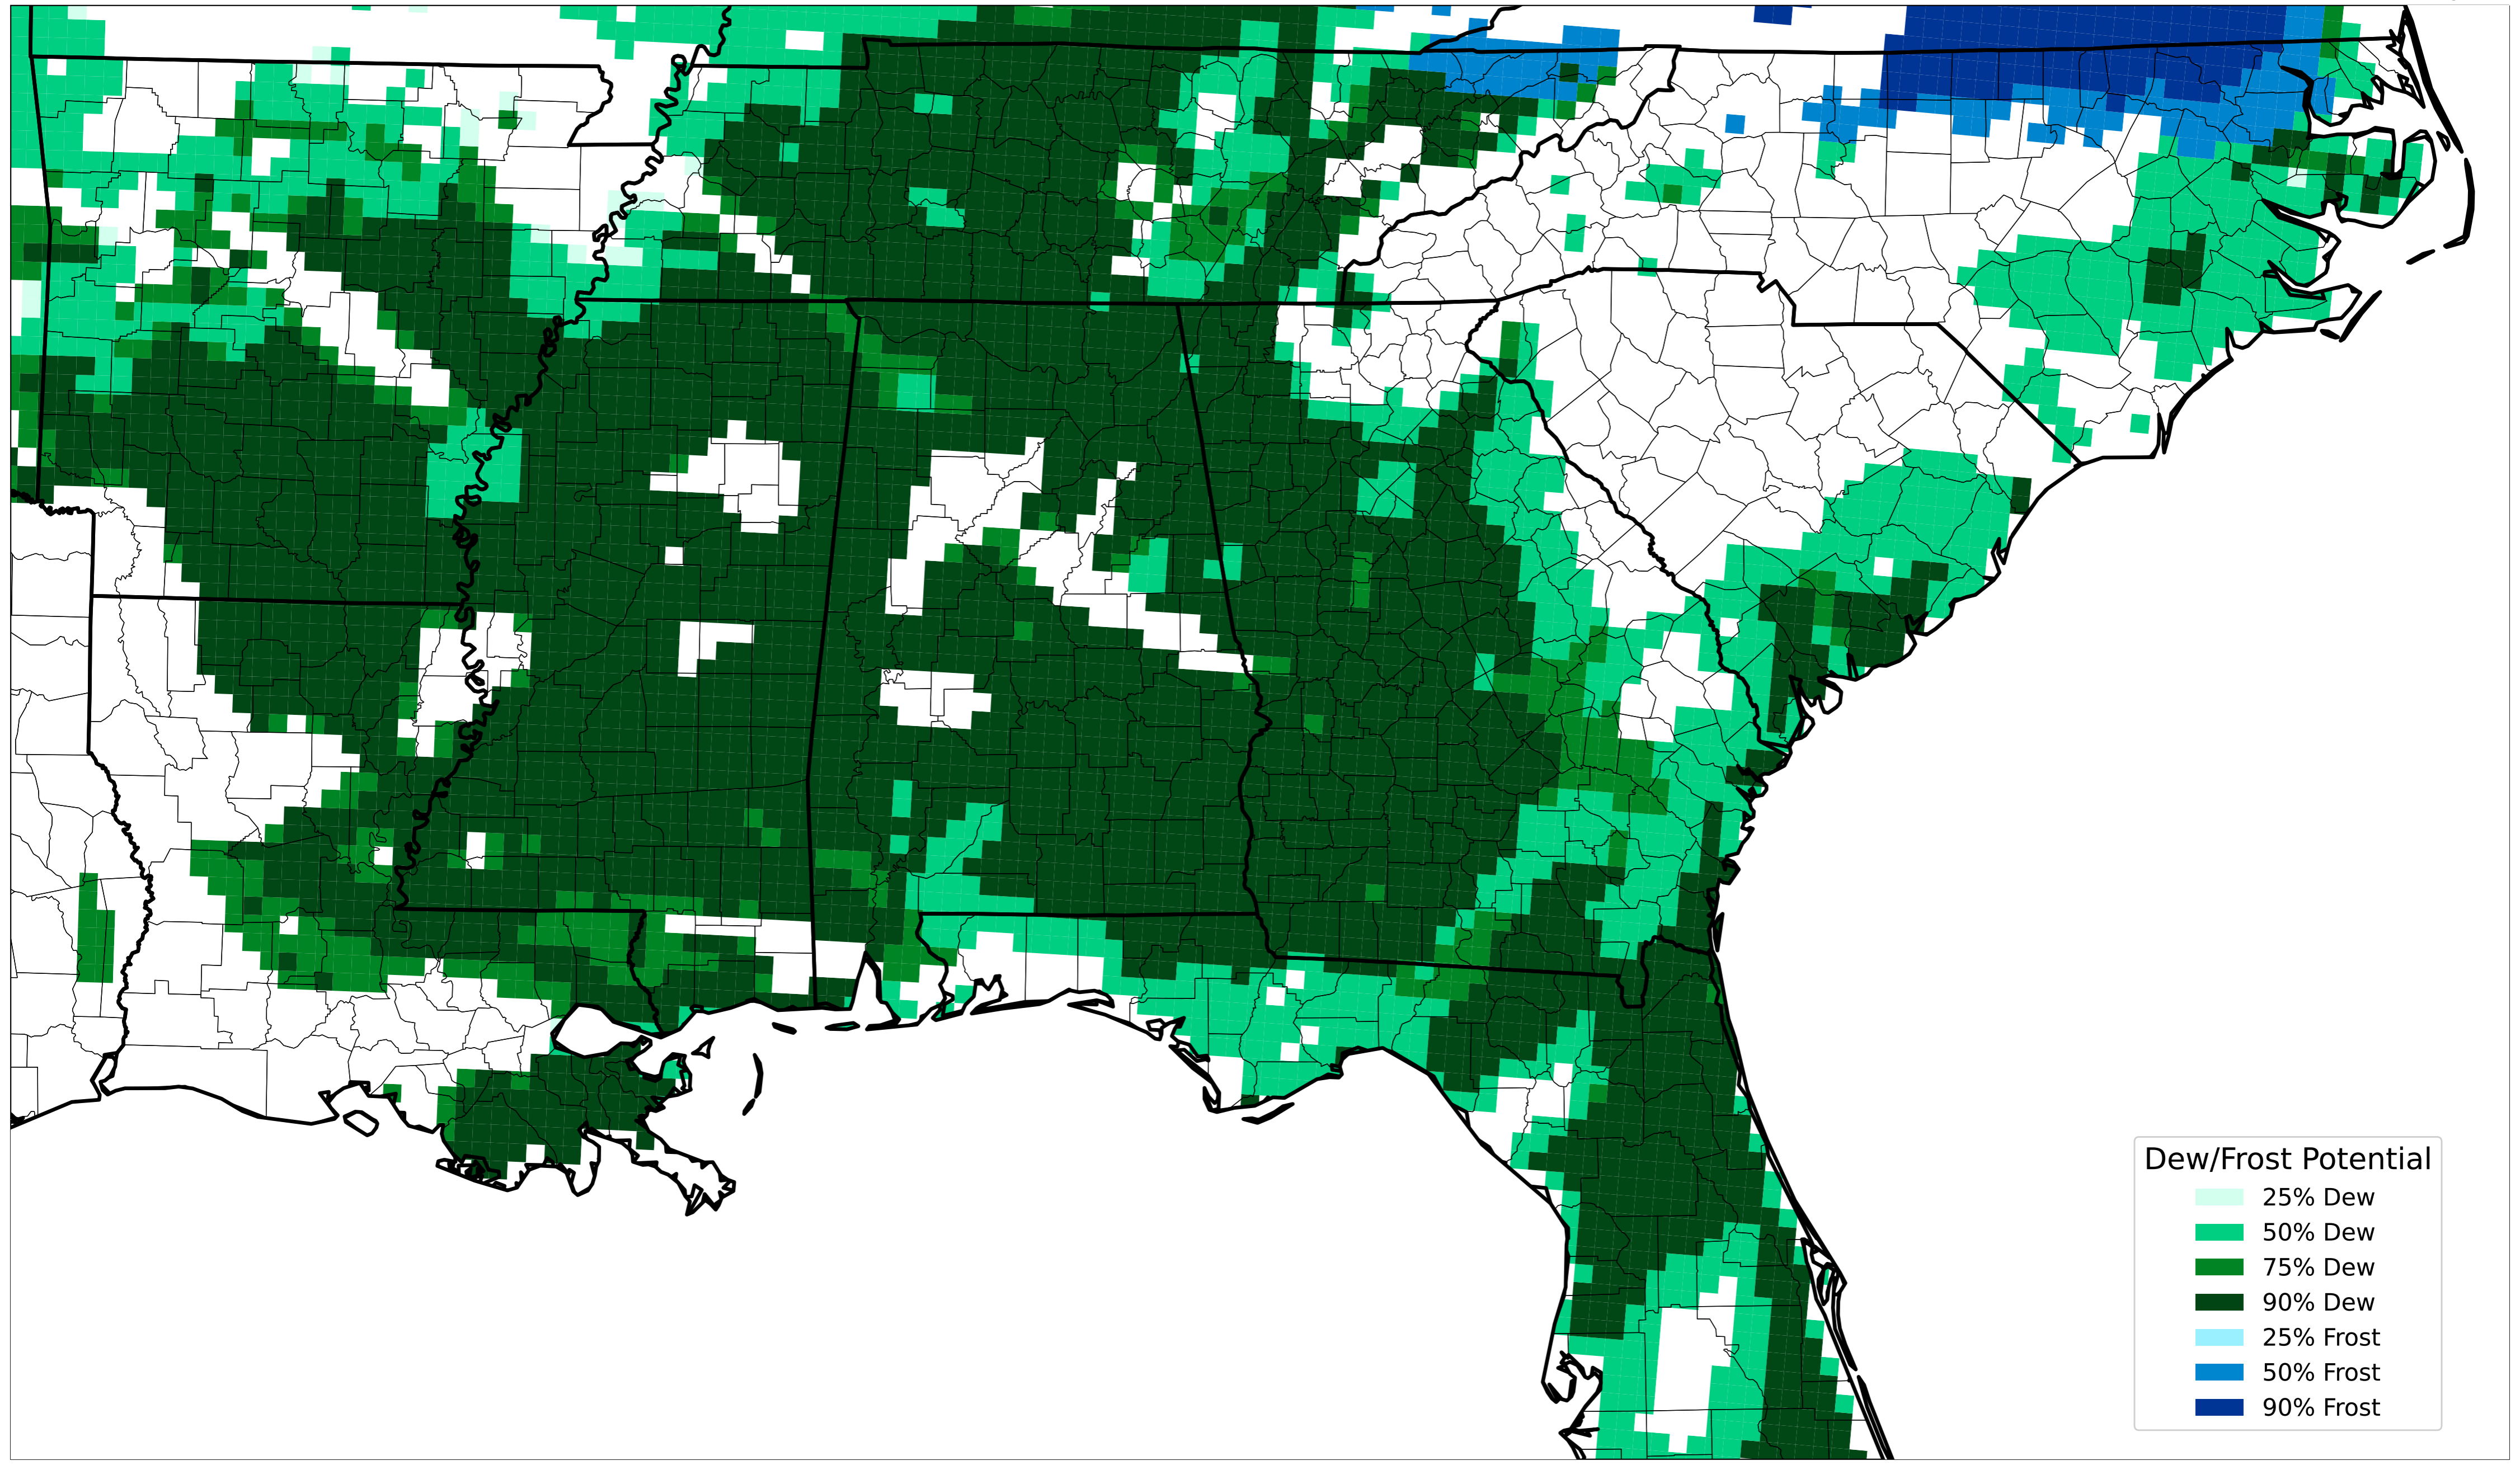 Dew/Frost Potential
25% Dew
50% Dew
75% Dew
90% Dew
25% Frost
50% Frost
90% Frost